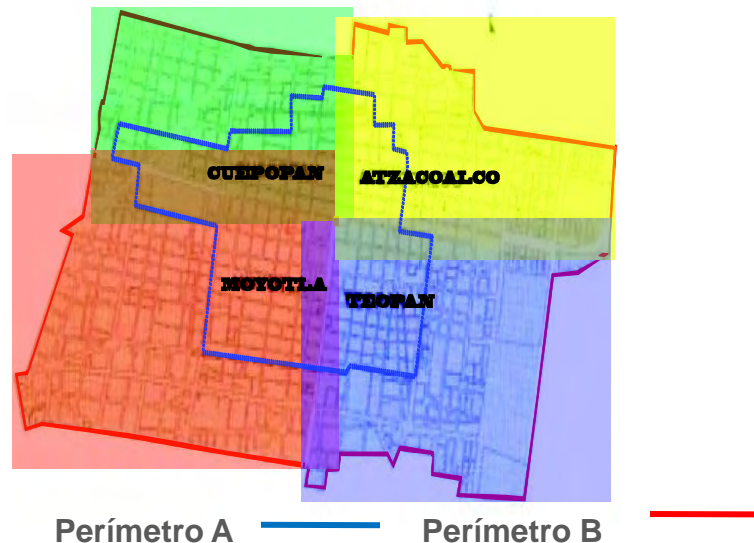 CUEPOPAN
ATZACOALCO
MOYOTLA
TEOPAN
Perímetro A
Perímetro B